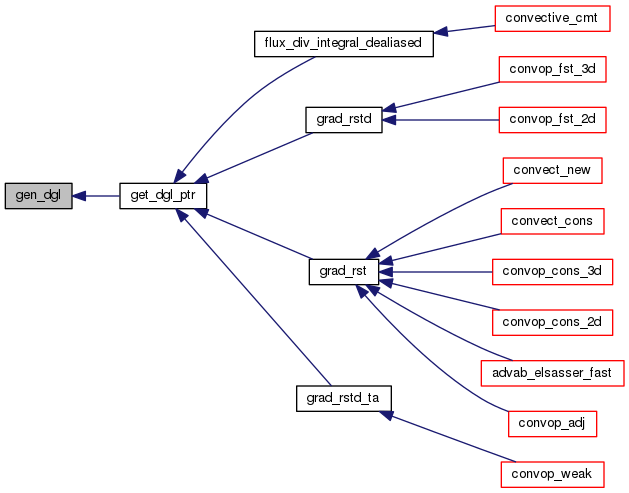 convective_cmt
flux_div_integral_dealiased
convop_fst_3d
grad_rstd
convop_fst_2d
convect_new
gen_dgl
get_dgl_ptr
convect_cons
grad_rst
convop_cons_3d
convop_cons_2d
advab_elsasser_fast
grad_rstd_ta
convop_adj
convop_weak